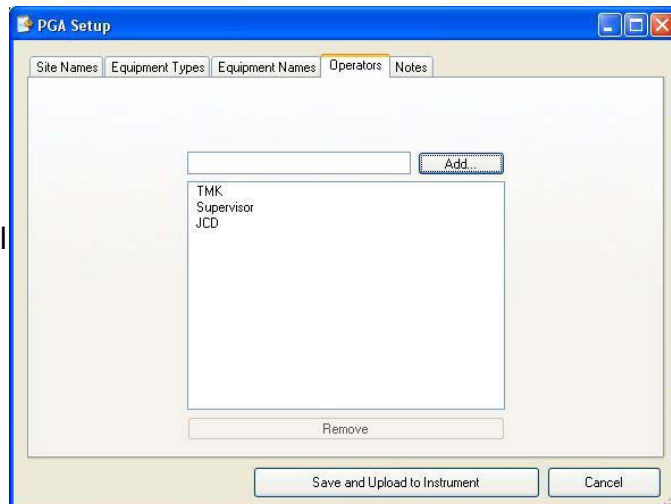 PGA Setup
Site Names Equipment Types Equipment Names Operators Notes
Add...
TMK
Supervisor
JCD
Remove
Save and Upload to Instrument Cancel